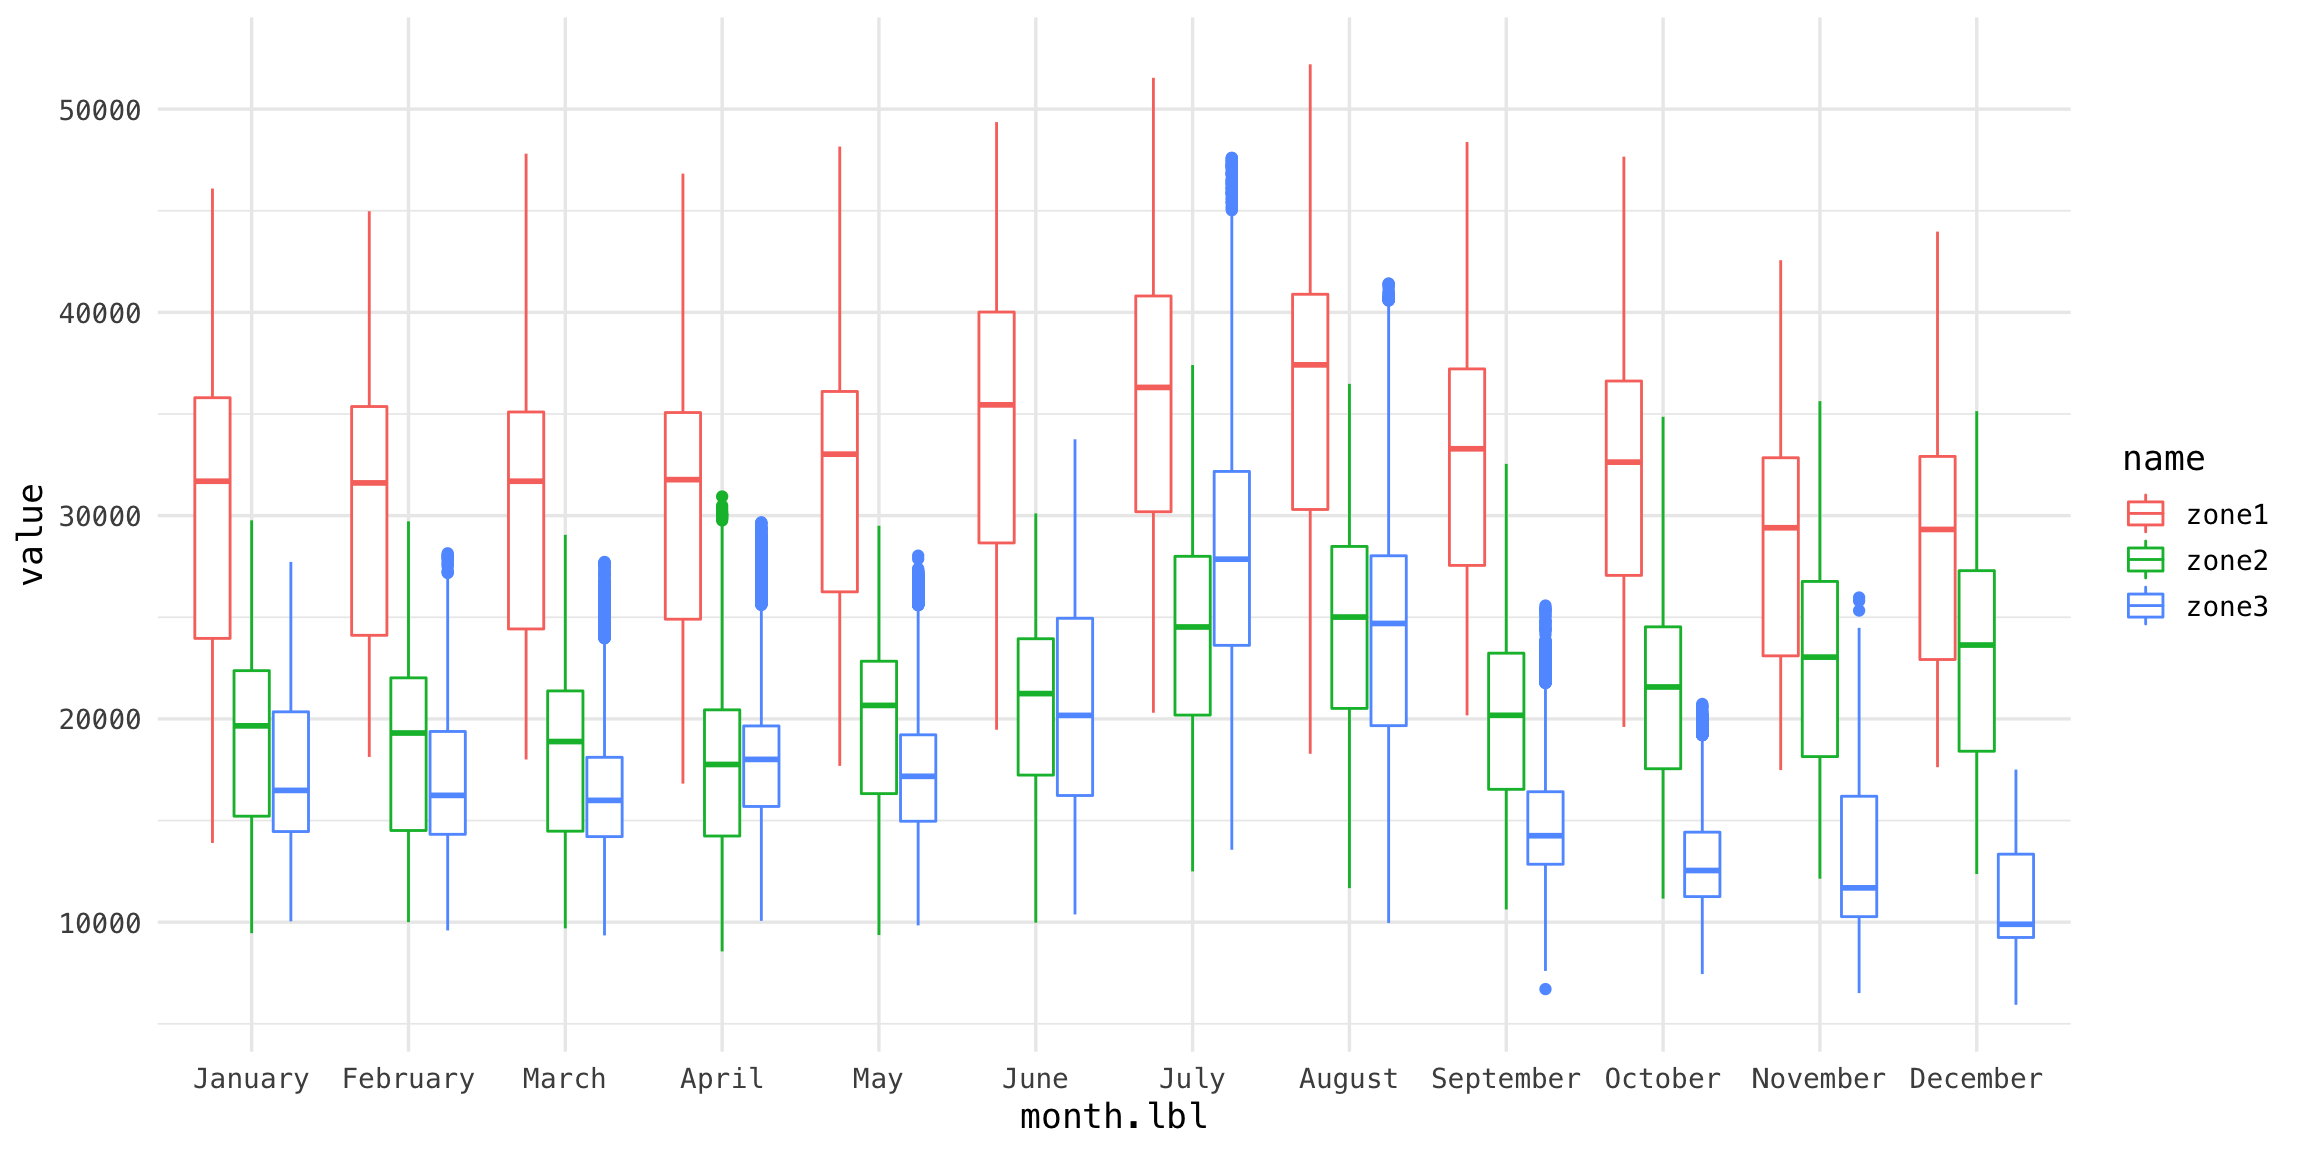 50000
40000
30000
20000
10000
value
January February March April May June July August September October November December
month.lbl
name
zone1
zone2
zone3